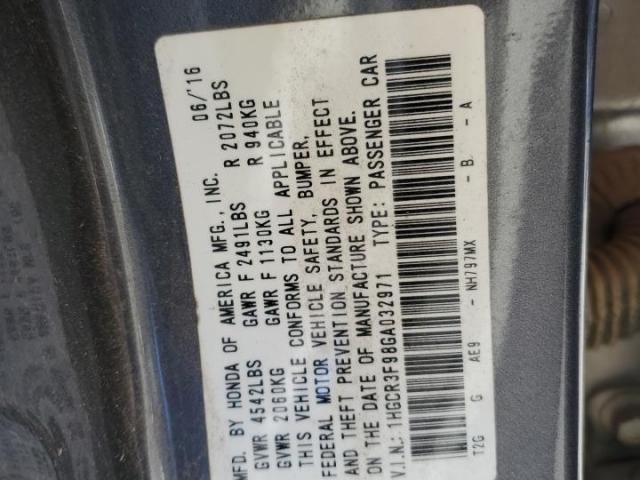 MFD. BY HONDA OF AMERICA MFG., INC. 06/'16
GVWR 4542LBS GAWR F 2491LBS R 2072LBS
GVWR 2060KG GAWR F 1130KG R 940KG
THIS VEHICLE CONFORMS TO ALL APPLICABLE
FEDERAL MOTOR VEHICLE SAFETY, BUMPER,
AND THEFT PREVENTION STANDARDS IN EFFECT
ON THE DATE OF MANUFACTURE SHOWN ABOVE.
V.I.N.: 1HGCR3F98GA032971 TYPE: PASSENGER CAR
T2G G AE9 - NH797MX - B. - A